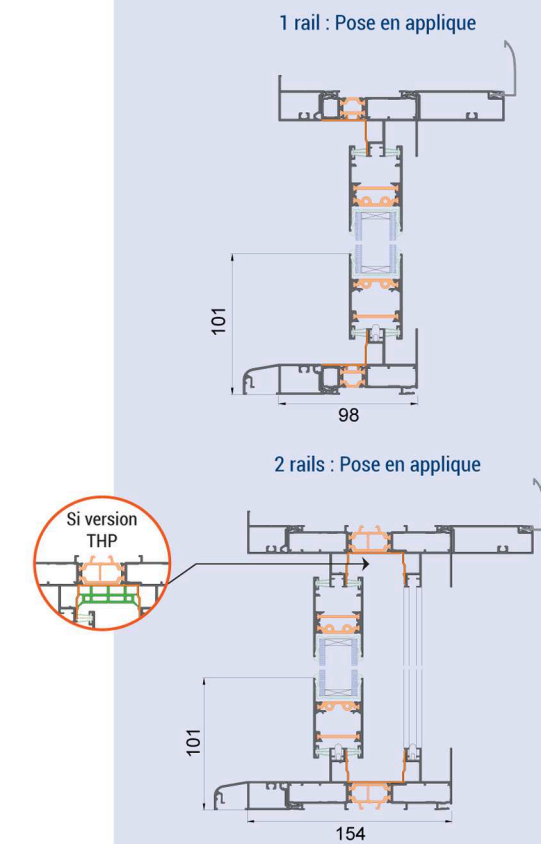 1 rail : Pose en applique
101
98
2 rails : Pose en applique
Si version
THP
101
154